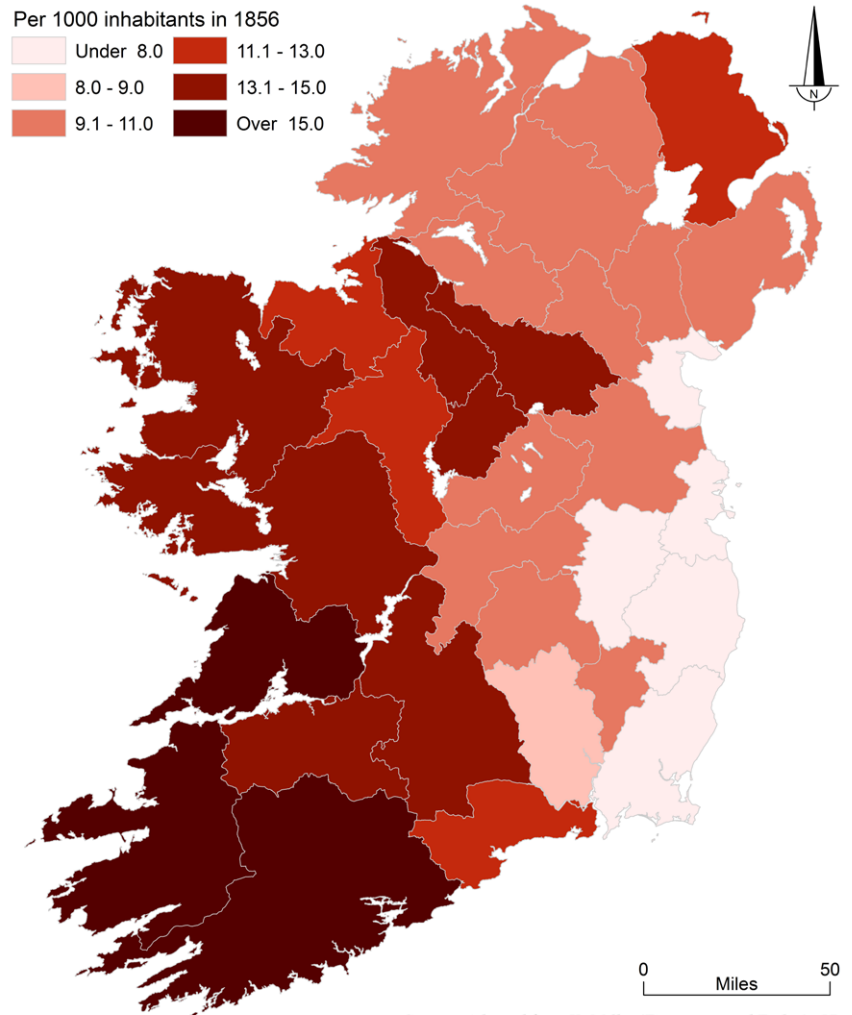 Per 1000 inhabitants in 1856
Under 8.0
11.1 - 13.0
8.0 - 9.0
13.1 - 15.0
9.1 - 11.0
Over 15.0
N
0 50
Miles